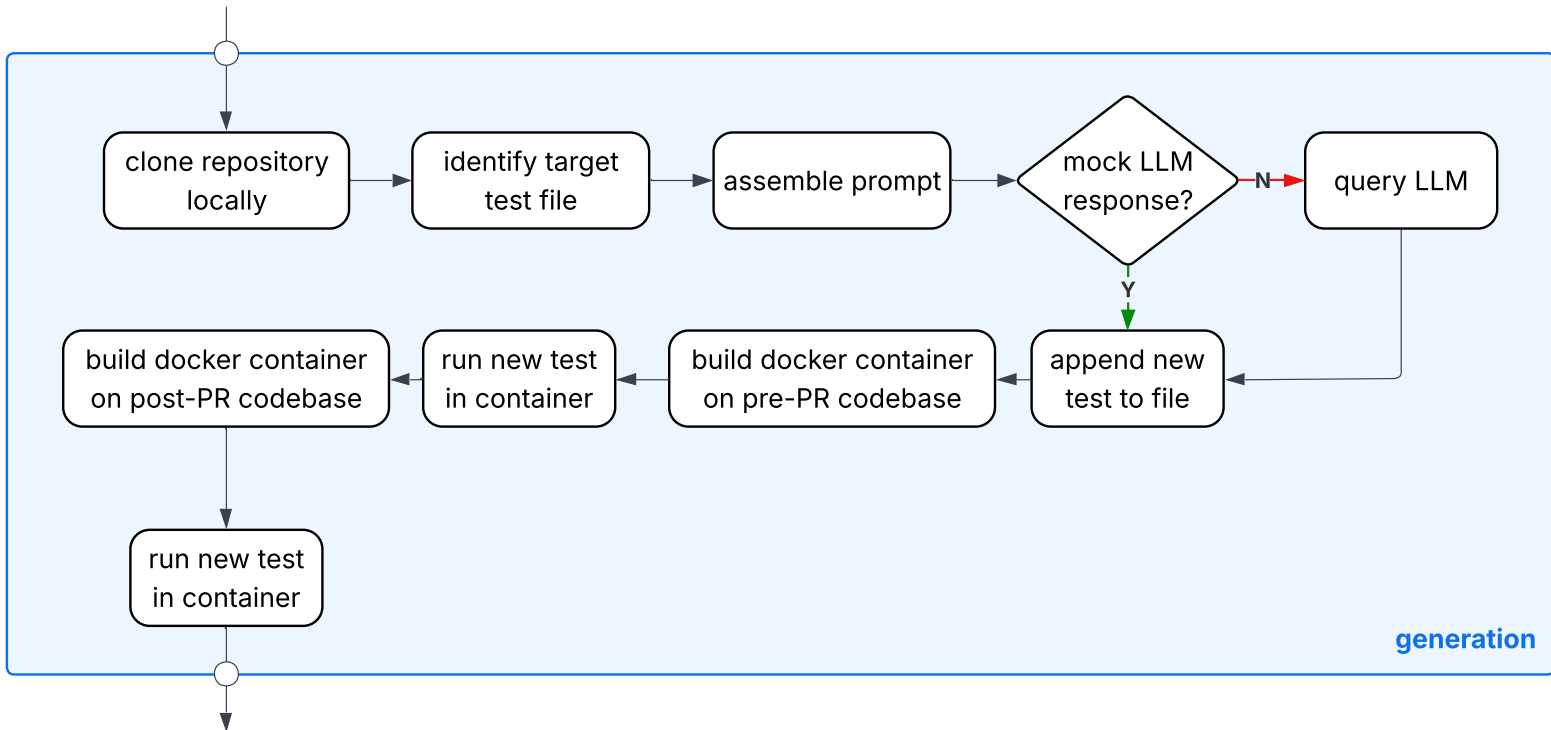 clone repository
locally
identify target
test file
assemble prompt
mock LLM
response?
N
query LLM
Y
build docker container
on post-PR codebase
run new test
in container
build docker container
on pre-PR codebase
append new
test to file
run new test
in container
generation